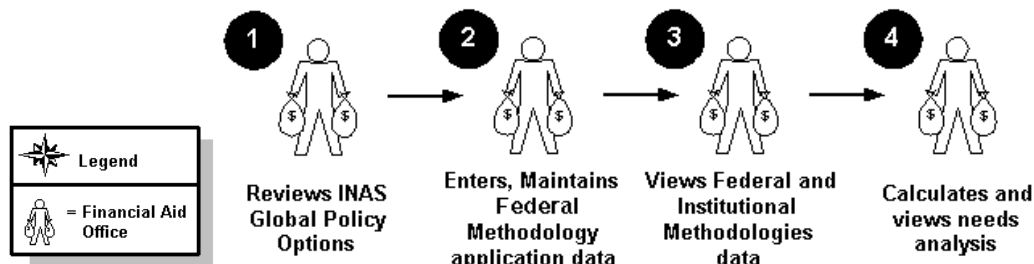 1
2
3
4
$ $
$ $
$ $
$ $
Legend
$ $
= Financial Aid
Office
Reviews INAS
Global Policy
Options
Enters, Maintains
Federal
Methodology
application data
Views Federal and
Institutional
Methodologies
data
Calculates and
views needs
analysis